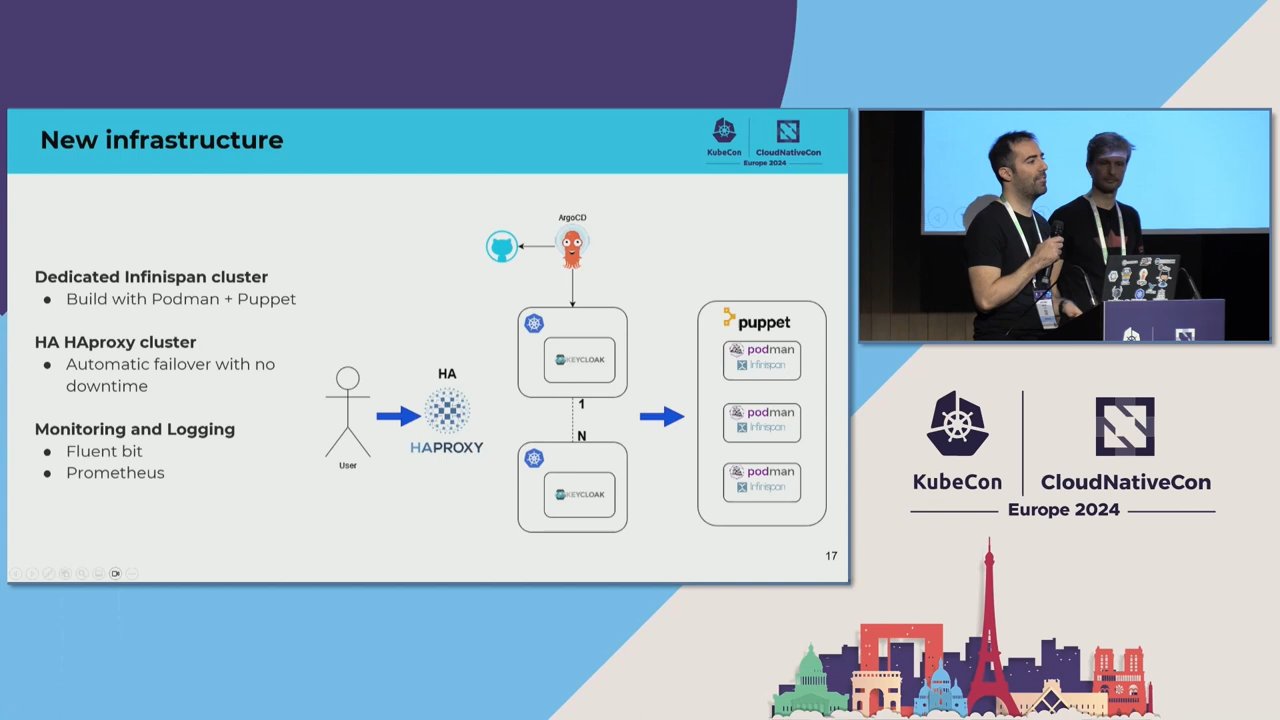 New infrastructure
KubeCon
CloudNativeCon
Europe 2024
Dedicated Infinispan cluster
● Build with Podman + Puppet
HA HAproxy cluster
● Automatic failover with no
downtime
Monitoring and Logging
● Fluent bit
● Prometheus
User
HA
HAPROXY
ArgoCD
KEYCLOAK
1
N
KEYCLOAK
puppet
podman
Infinispan
podman
Infinispan
podman
Infinispan
17
KubeCon
CloudNativeCon
Europe 2024